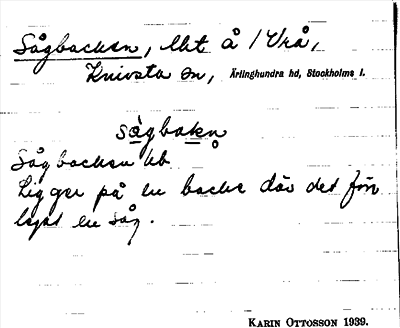 Sågbacken, lht å /Vrå,
Knivsta sn, Ärlinghundra hd, Stockholms l.
sågbakn
Sågbacken lub
Ligger på en backe där det förr
legat en såg.
KARIN OTTOSSON 1939.